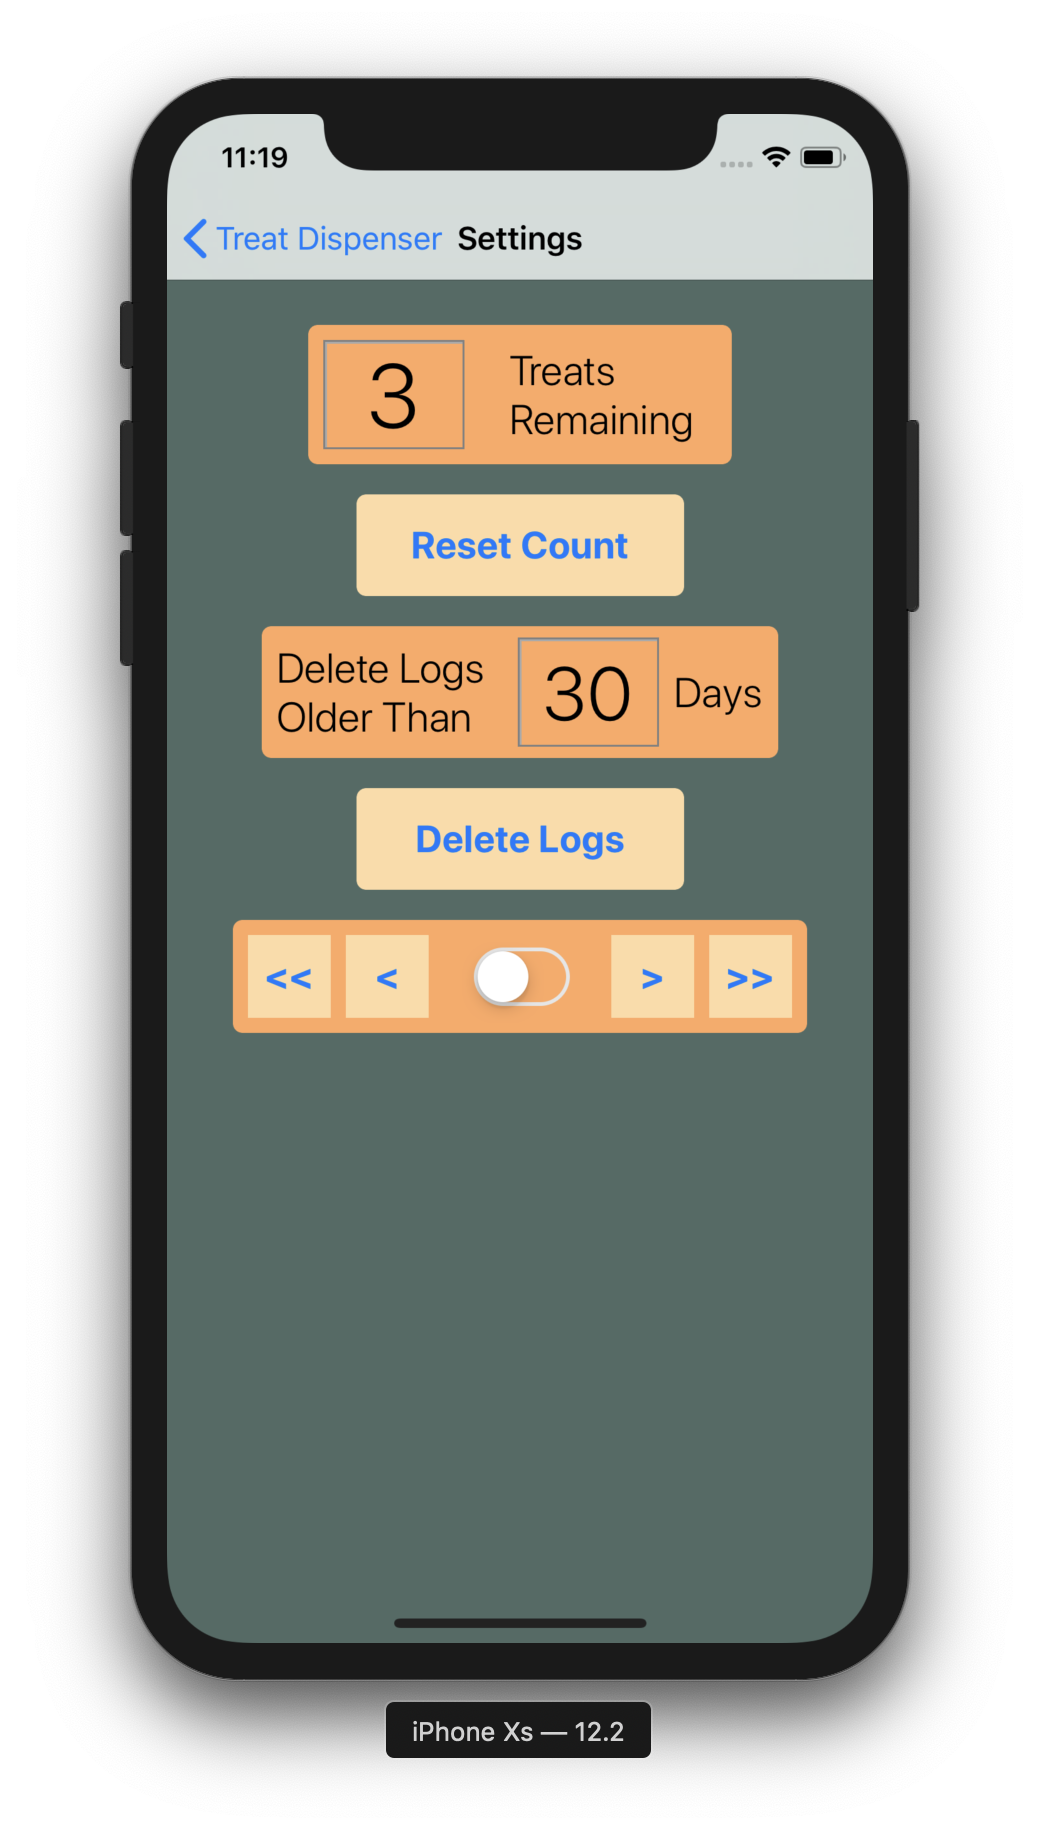 11:19
Treat Dispenser Settings
3
Treats
Remaining
Reset Count
Delete Logs
Older Than
30
Days
Delete Logs
<< < > >>
iPhone Xs — 12.2